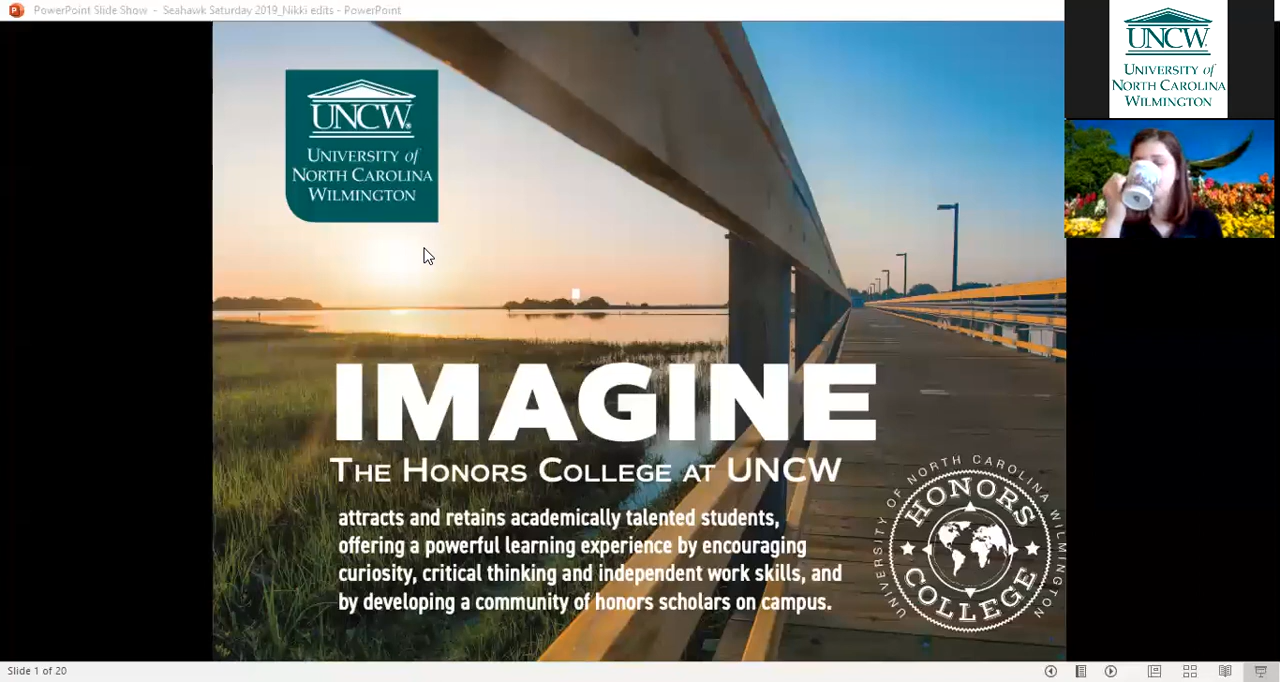 PowerPoint Slide Show - Seahawk Saturday 2019_Nikki edits - PowerPoint
UNCW
UNIVERSITY of
NORTH CAROLINA
WILMINGTON
UNCW
UNIVERSITY of
NORTH CAROLINA
WILMINGTON
IMAGINE
THE HONORS COLLEGE AT UNCW
attracts and retains academically talented students,
offering a powerful learning experience by encouraging
curiosity, critical thinking and independent work skills, and
by developing a community of honors scholars on campus.
UNIVERSITY OF NORTH CAROLINA WILMINGTON
HONORS
COLLEGE
Slide 1 of 20